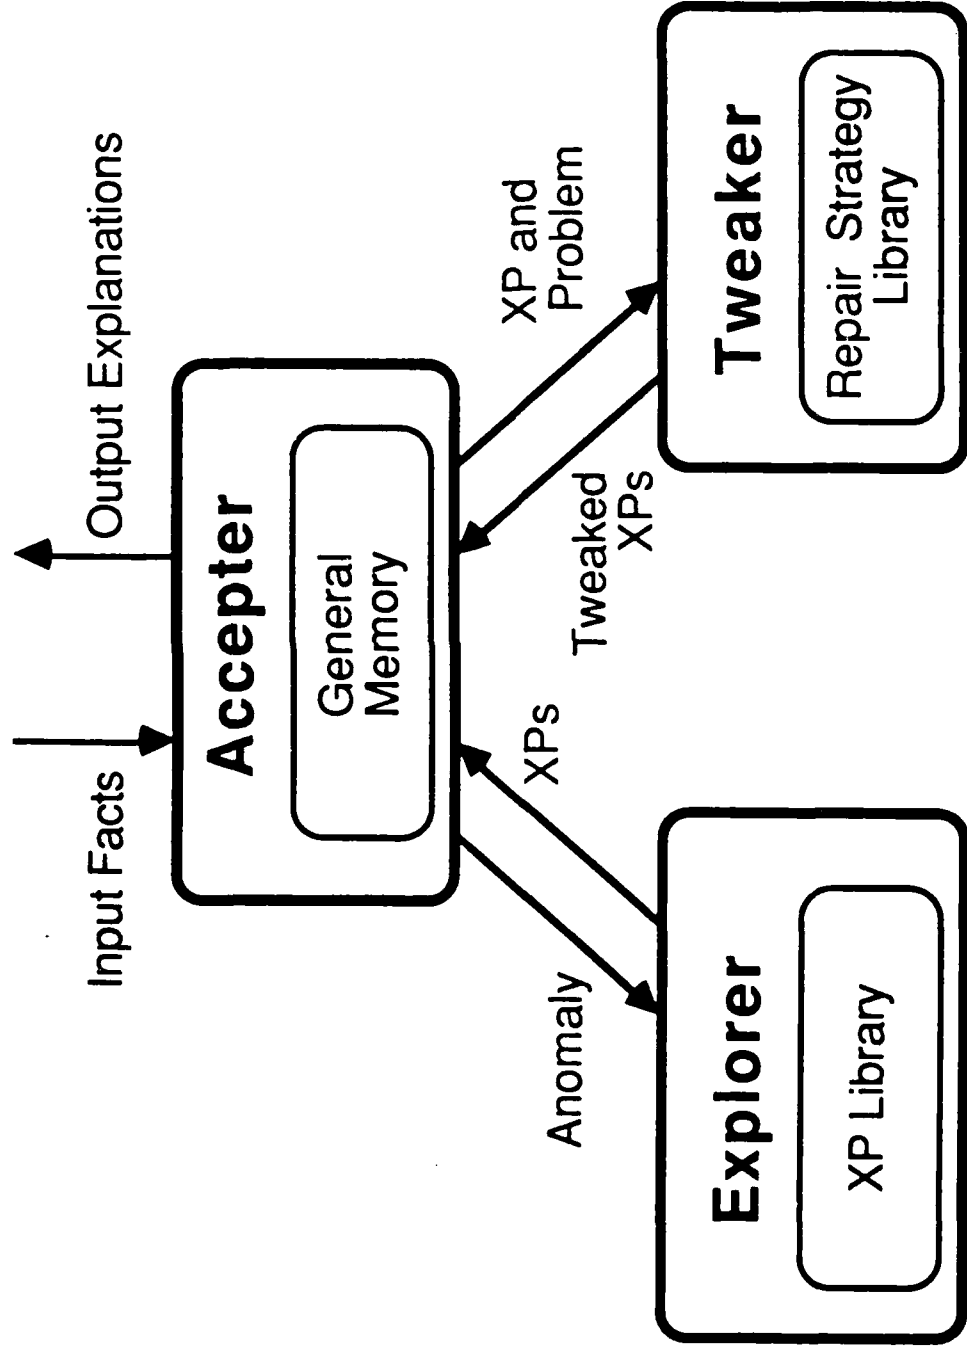 Input Facts
Output Explanations
Accepter
General
Memory
Anomaly
XPs
Tweaked
XPs
XP and
Problem
Explorer
XP Library
Tweaker
Repair Strategy
Library